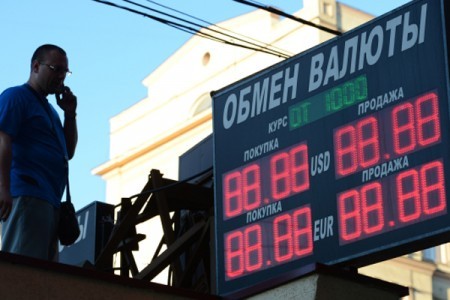 ОБМЕН ВАЛЮТЫ
КУРС ОТ 1000
ПОКУПКА ПРОДАЖА
88.88 USD 88.88
ПОКУПКА ПРОДАЖА
88.88 EUR 88.88